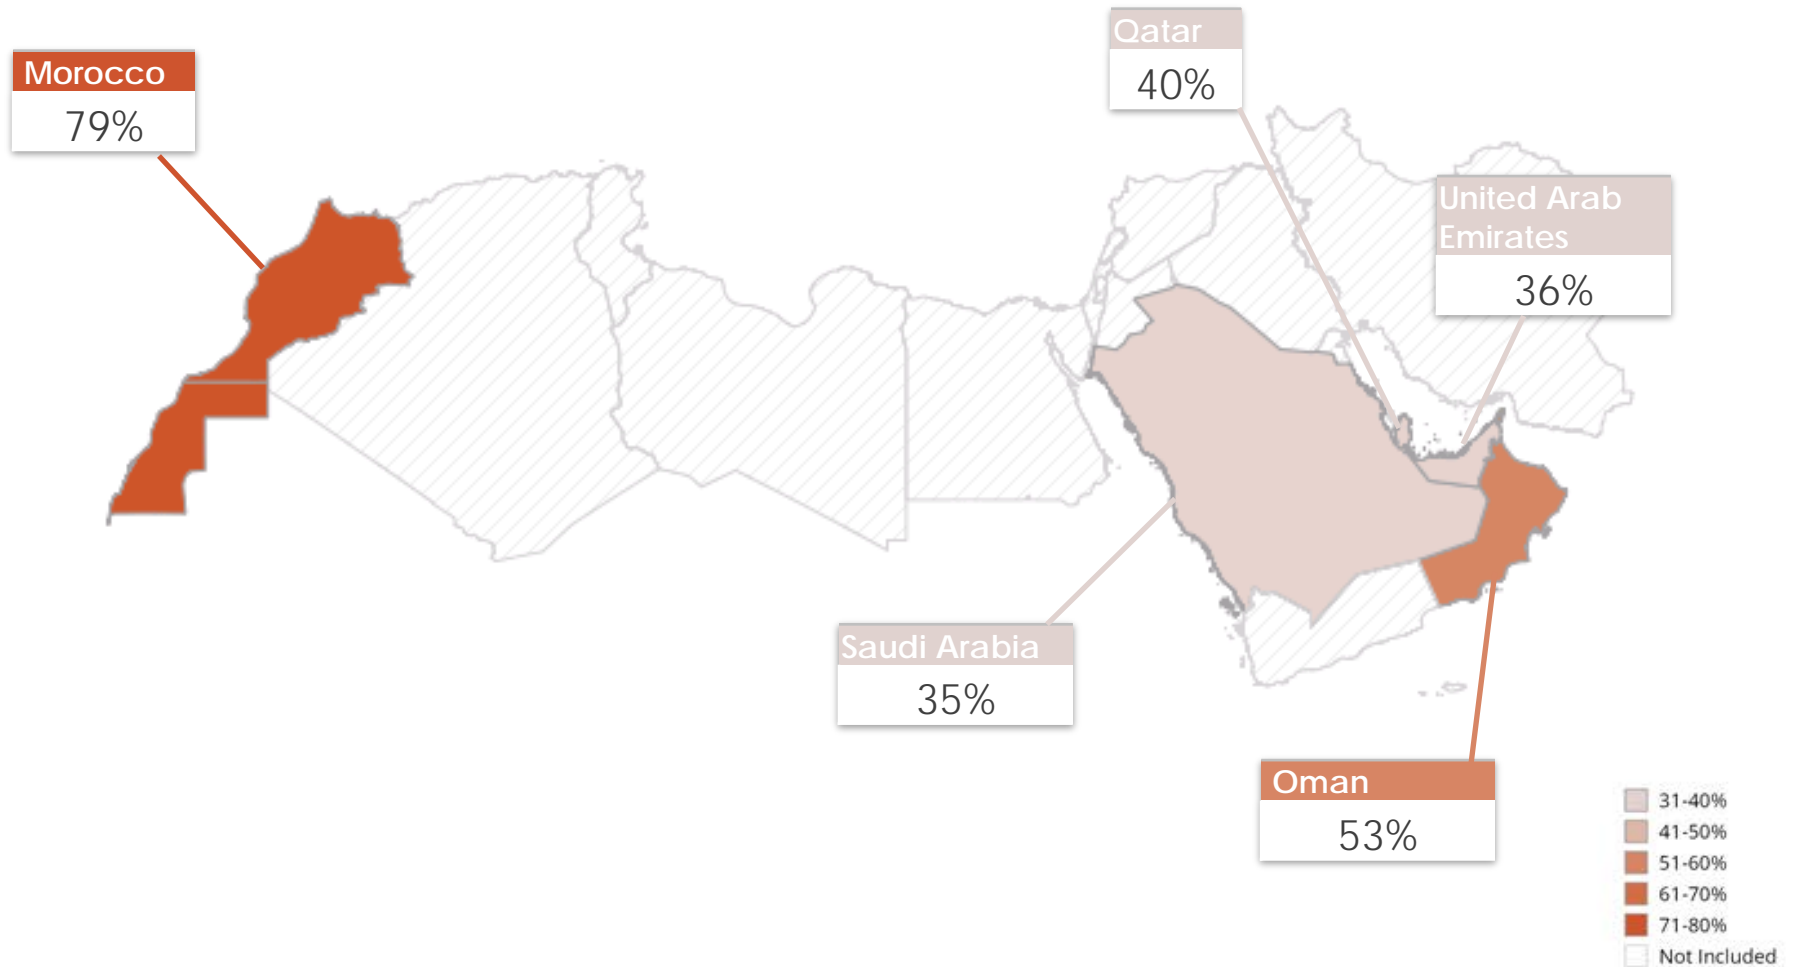 Qatar
40%
Morocco
79%
United Arab
Emirates
36%
Saudi Arabia
35%
Oman
53%
31-40%
41-50%
51-60%
61-70%
71-80%
Not Included